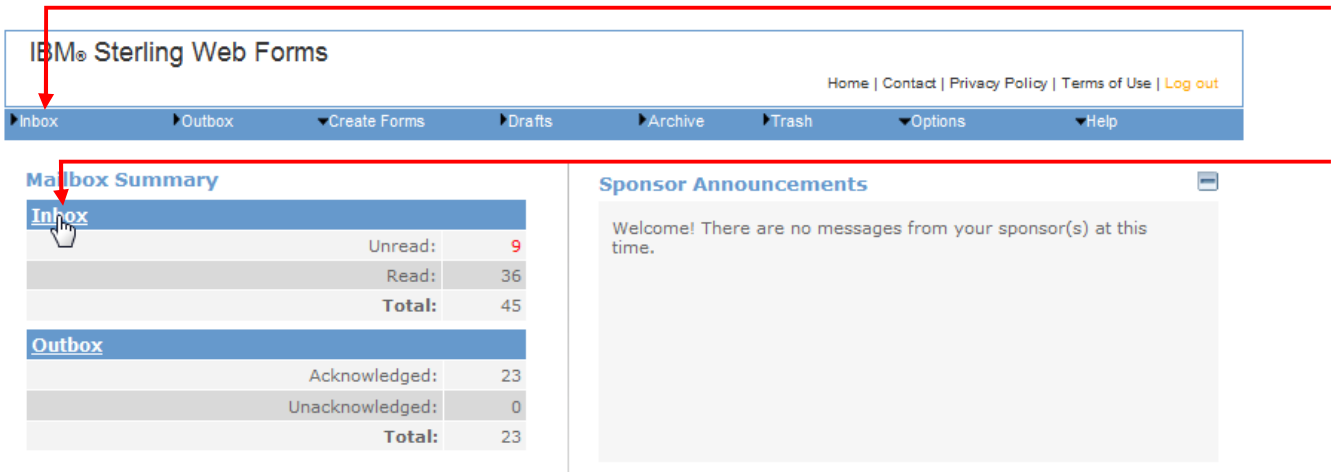 IBM® Sterling Web Forms
Home | Contact | Privacy Policy | Terms of Use | Log out
Inbox Outbox Create Forms Drafts Archive Trash Options Help
Mailbox Summary
Inbox
Unread: 9
Read: 36
Total: 45
Outbox
Acknowledged: 23
Unacknowledged: 0
Total: 23
Sponsor Announcements
Welcome! There are no messages from your sponsor(s) at this
time.